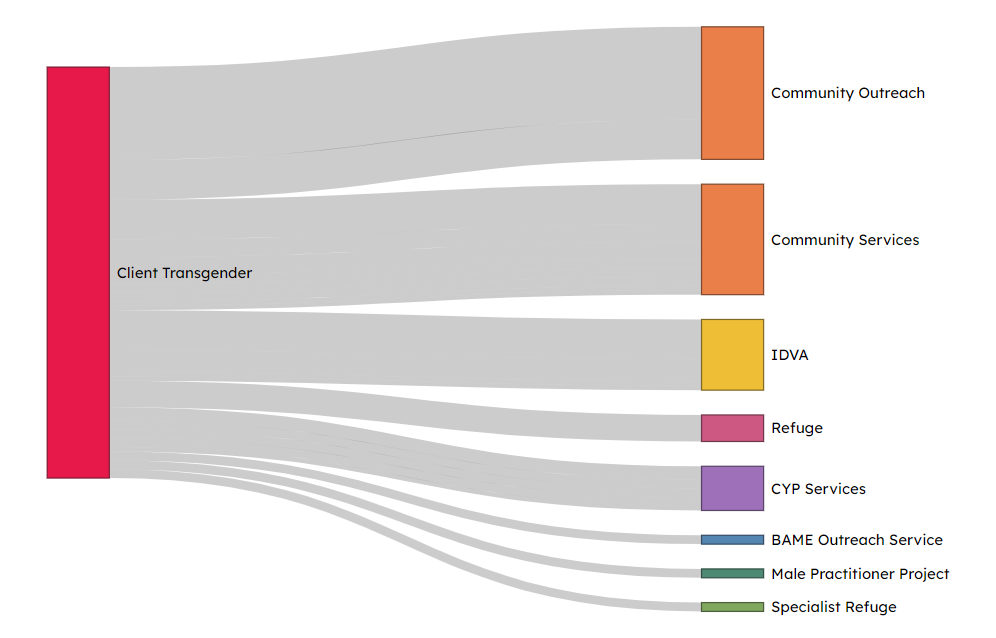 Community Outreach
Community Services
Client Transgender
IDVA
Refuge
CYP Services
BAME Outreach Service
Male Practitioner Project
Specialist Refuge